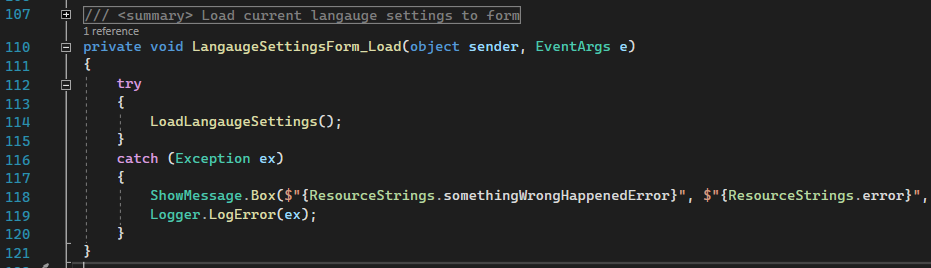 107 /// <summary> Load current langauge settings to form
1 reference
110 private void LangaugeSettingsForm_Load(object sender, EventArgs e)
111 {
112 try
113 {
114 LoadLangaugeSettings();
115 }
116 catch (Exception ex)
117 {
118 ShowMessage.Box($"{ResourceStrings.somethingWrongHappenedError}", $"{ResourceStrings.error}",
119 Logger.LogError(ex);
120 }
121 }